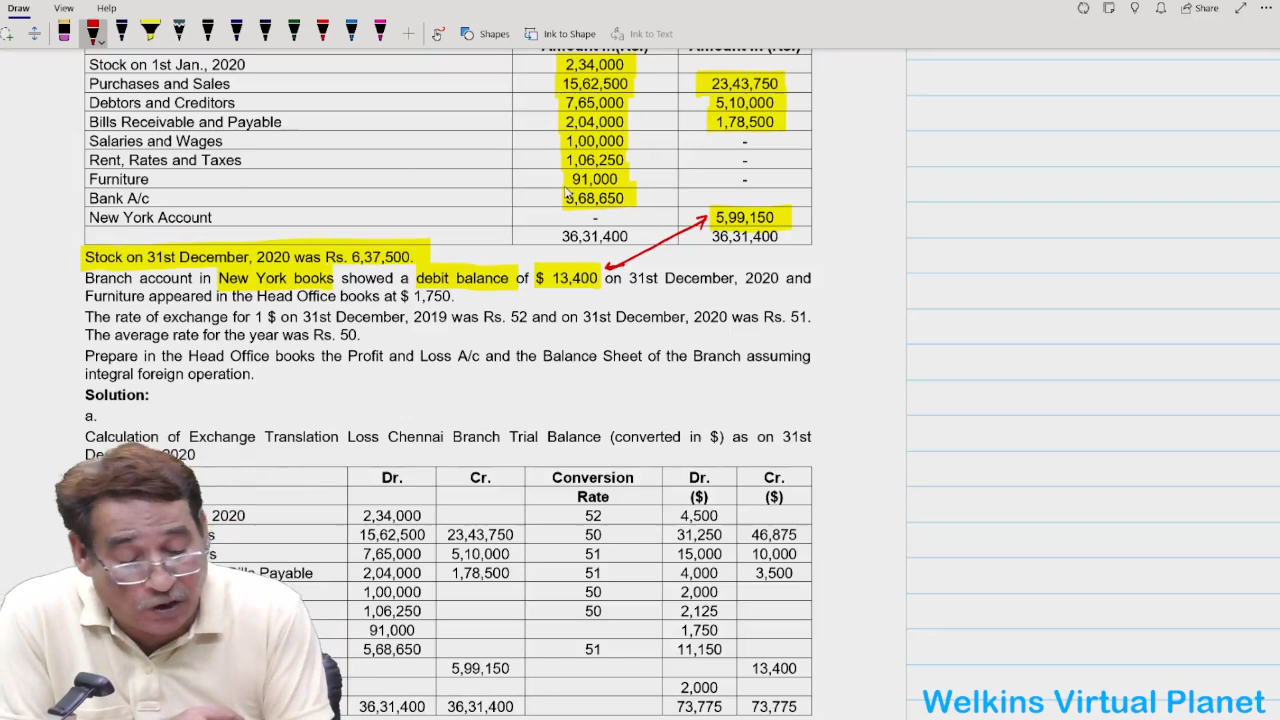 Draw View Help
Shapes Ink to Shape Ink to Text Share
Stock on 1st Jan., 2020 2,34,000
Purchases and Sales 15,62,500 23,43,750
Debtors and Creditors 7,65,000 5,10,000
Bills Receivable and Payable 2,04,000 1,78,500
Salaries and Wages 1,00,000 -
Rent, Rates and Taxes 1,06,250 -
Furniture 91,000 -
Bank A/c 5,68,650
New York Account - 5,99,150
36,31,400 36,31,400
Stock on 31st December, 2020 was Rs. 6,37,500.
Branch account in New York books showed a debit balance of $ 13,400 on 31st December, 2020 and
Furniture appeared in the Head Office books at $ 1,750.
The rate of exchange for 1 $ on 31st December, 2019 was Rs. 52 and on 31st December, 2020 was Rs. 51.
The average rate for the year was Rs. 50.
Prepare in the Head Office books the Profit and Loss A/c and the Balance Sheet of the Branch assuming
integral foreign operation.
Solution:
a.
Calculation of Exchange Translation Loss Chennai Branch Trial Balance (converted in $) as on 31st
2020
Dr. Cr. Conversion Dr. Cr.
Rate ($) ($)
2020 2,34,000 52 4,500
15,62,500 23,43,750 50 31,250 46,875
7,65,000 5,10,000 51 15,000 10,000
Payable 2,04,000 1,78,500 51 4,000 3,500
1,00,000 50 2,000
1,06,250 50 2,125
91,000 1,750
5,68,650 51 11,150
5,99,150 13,400
2,000
36,31,400 36,31,400 73,775 73,775
Welkins Virtual Planet